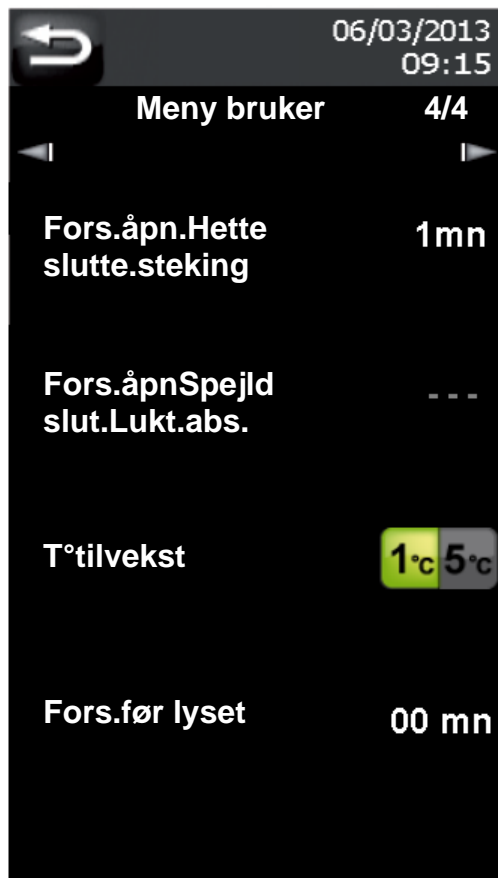 06/03/2013
09:15
Meny bruker 4/4
Fors.åpn.Hette 1mn
slutte.steking
Fors.åpnSpejld ---
slut.Lukt.abs.
T°tilvekst 1°C 5°C
Fors.før lyset 00 mn